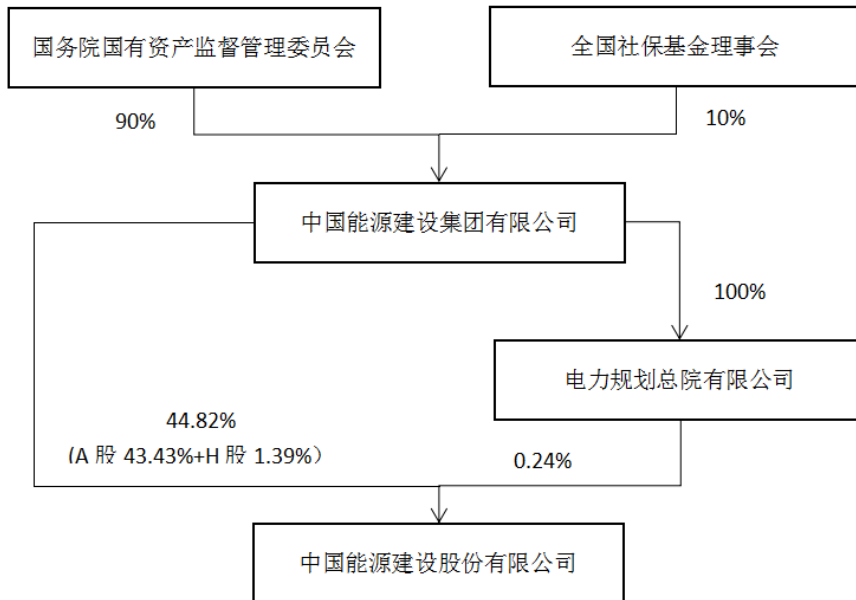 国务院国有资产监督管理委员会
全国社保基金理事会
90%
10%
中国能源建设集团有限公司
100%
电力规划总院有限公司
44.82%
(A 股 43.43%+H 股 1.39%）
0.24%
中国能源建设股份有限公司